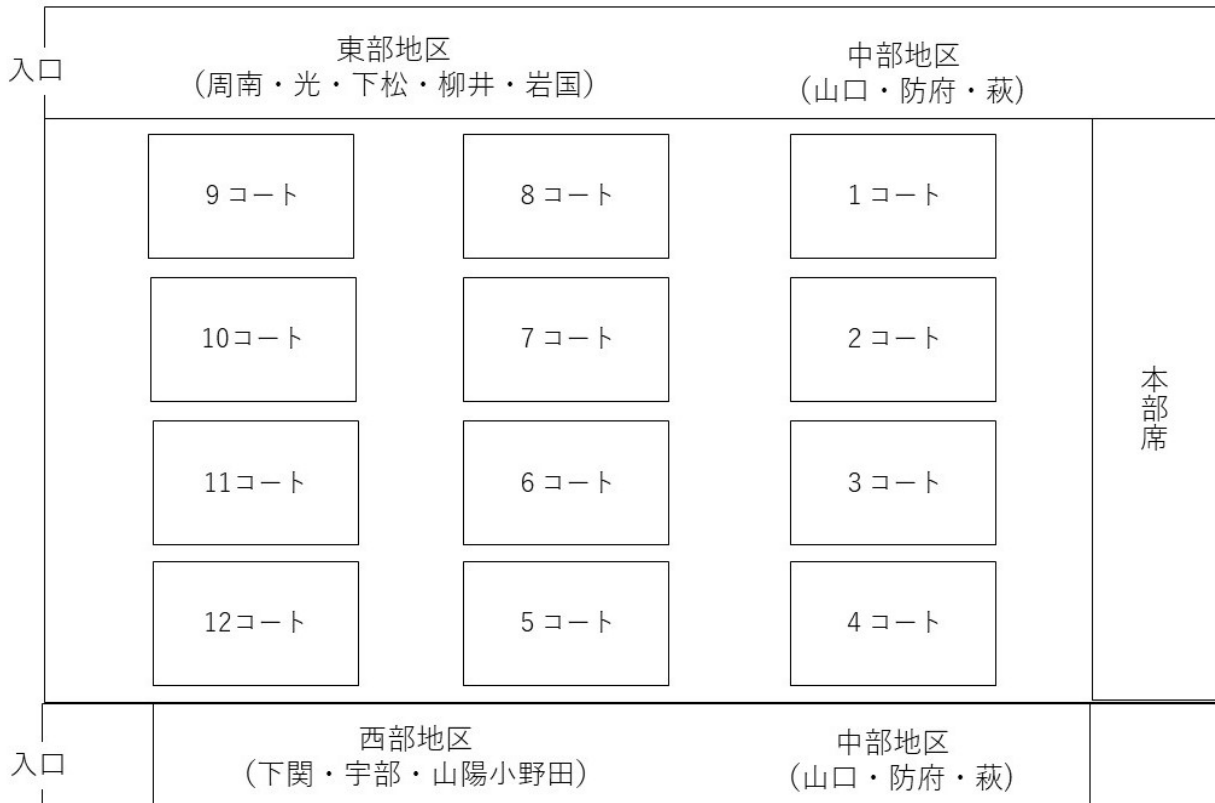 入口
東部地区
（周南・光・下松・柳井・岩国）
中部地区
（山口・防府・萩）
9コート
8コート
1コート
10コート
7コート
2コート
本部席
11コート
6コート
3コート
12コート
5コート
4コート
入口
西部地区
（下関・宇部・山陽小野田）
中部地区
（山口・防府・萩）